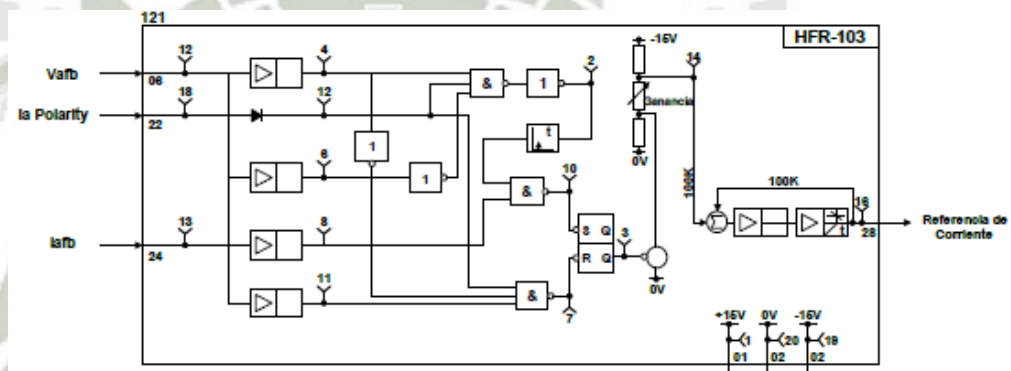 121
HFR-103
Vafb
06
12
4
Ia Polarity
22
18
12
&
1
2
-15V
14
Ganancia
0V
1
t
6
1
10
100K
100K
&
Iafb
24
13
8
S Q
R Q
3
0V
Σ
t
16
28
Referencia de
Corriente
11
&
7
+15V 0V -15V
1 20 19
01 02 02